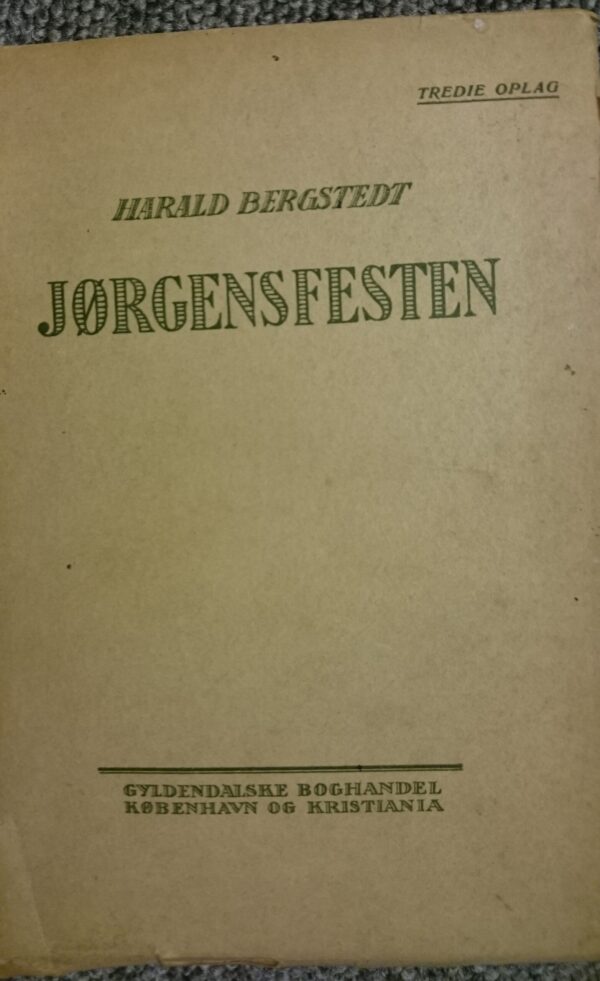 TREDIE OPLAG
HARALD BERGSTEDT
JØRGENSFESTEN
GYLDENDALSKE BOGHANDEL
KØBENHAVN OG KRISTIANIA